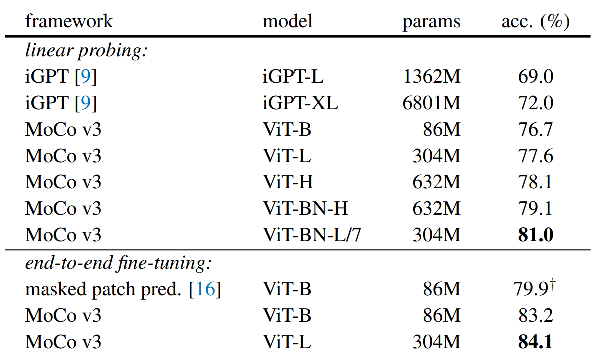 framework model params acc. (%)
linear probing:
iGPT [9] iGPT-L 1362M 69.0
iGPT [9] iGPT-XL 6801M 72.0
MoCo v3 ViT-B 86M 76.7
MoCo v3 ViT-L 304M 77.6
MoCo v3 ViT-H 632M 78.1
MoCo v3 ViT-BN-H 632M 79.1
MoCo v3 ViT-BN-L/7 304M 81.0
end-to-end fine-tuning:
masked patch pred. [16] ViT-B 86M 79.9†
MoCo v3 ViT-B 86M 83.2
MoCo v3 ViT-L 304M 84.1